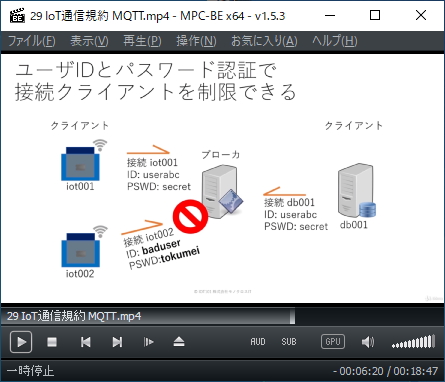 29 IoT通信規約 MQTT.mp4 - MPC-BE x64 - v1.5.3
ファイル(F) 表示(V) 再生(P) 操作(N) お気に入り(A) ヘルプ(H)
ユーザIDとパスワード認証で
接続クライアントを制限できる
クライアント
クライアント
ブローカ
接続 iot001
ID: userabc
PSWD: secret
iot001
接続 db001
ID: userabc
PSWD: secret
db001
接続 iot002
ID: baduser
PSWD:tokumei
iot002
29 IoT通信規約 MQTT.mp4
AUD SUB GPU
一時停止
- 00:06:20 / 00:18:47